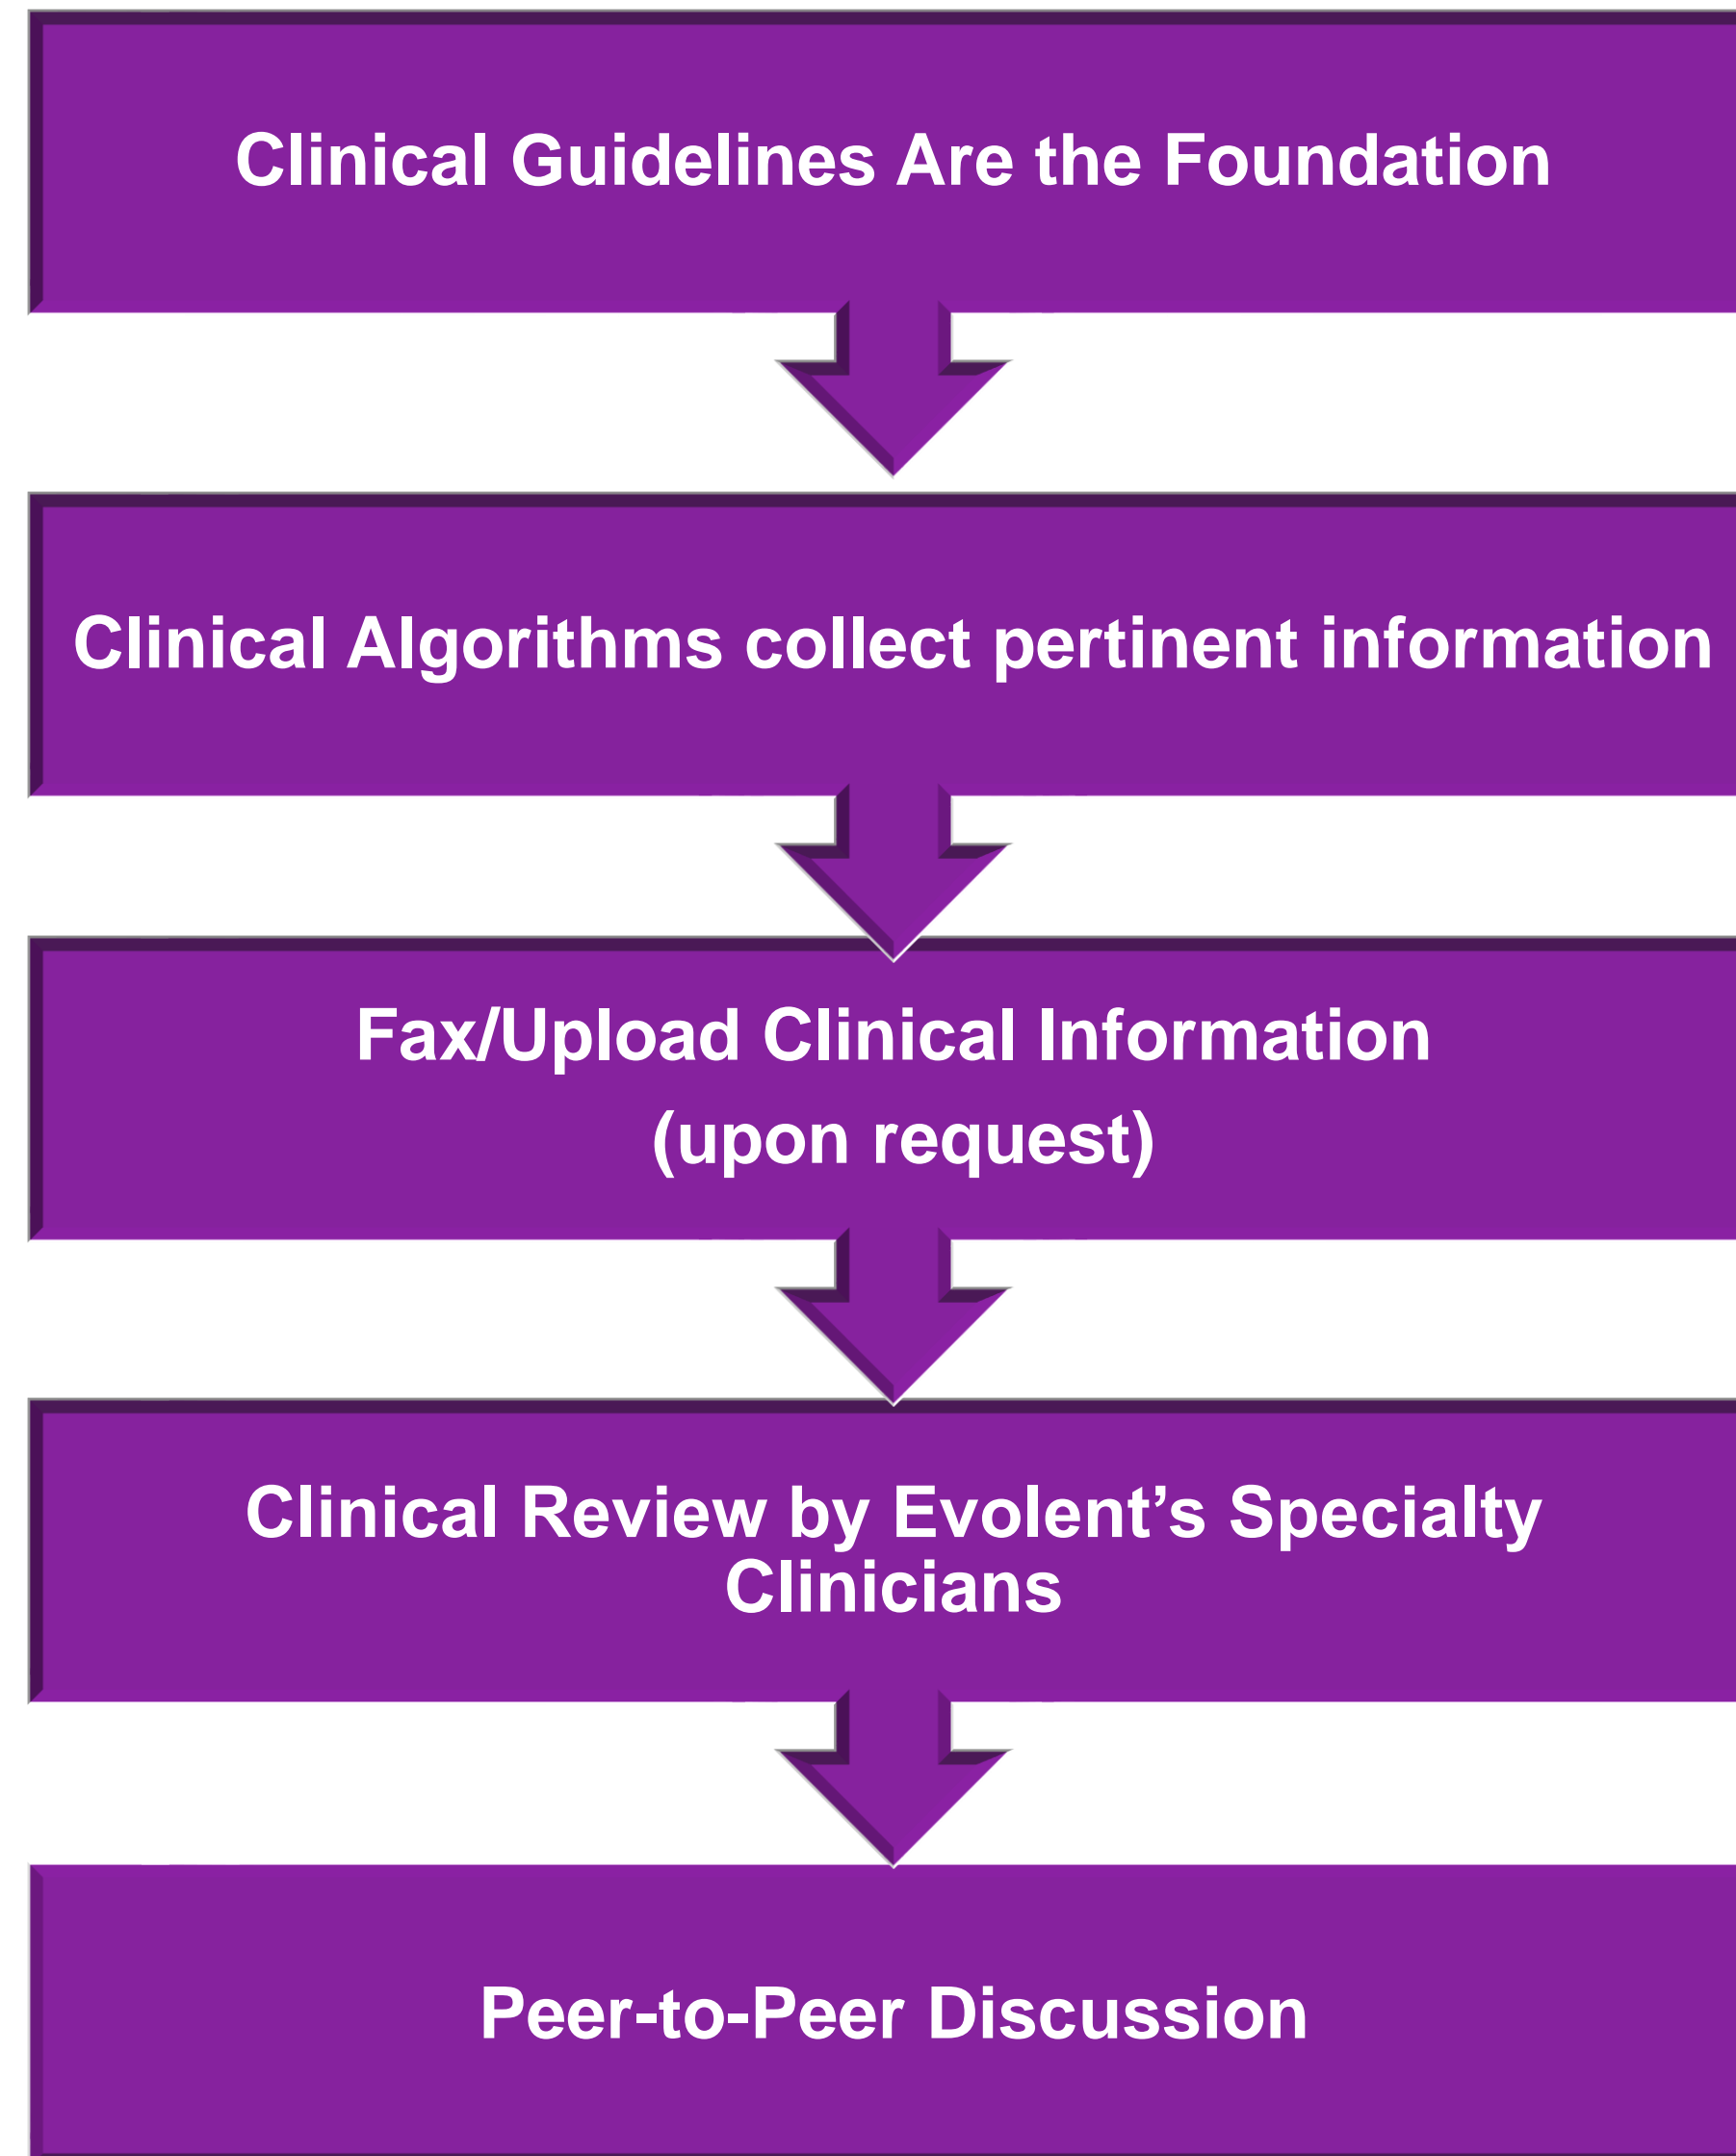 Clinical Guidelines Are the Foundation
Clinical Algorithms collect pertinent information
Fax/Upload Clinical Information
(upon request)
Clinical Review by Evolent’s Specialty
Clinicians
Peer-to-Peer Discussion